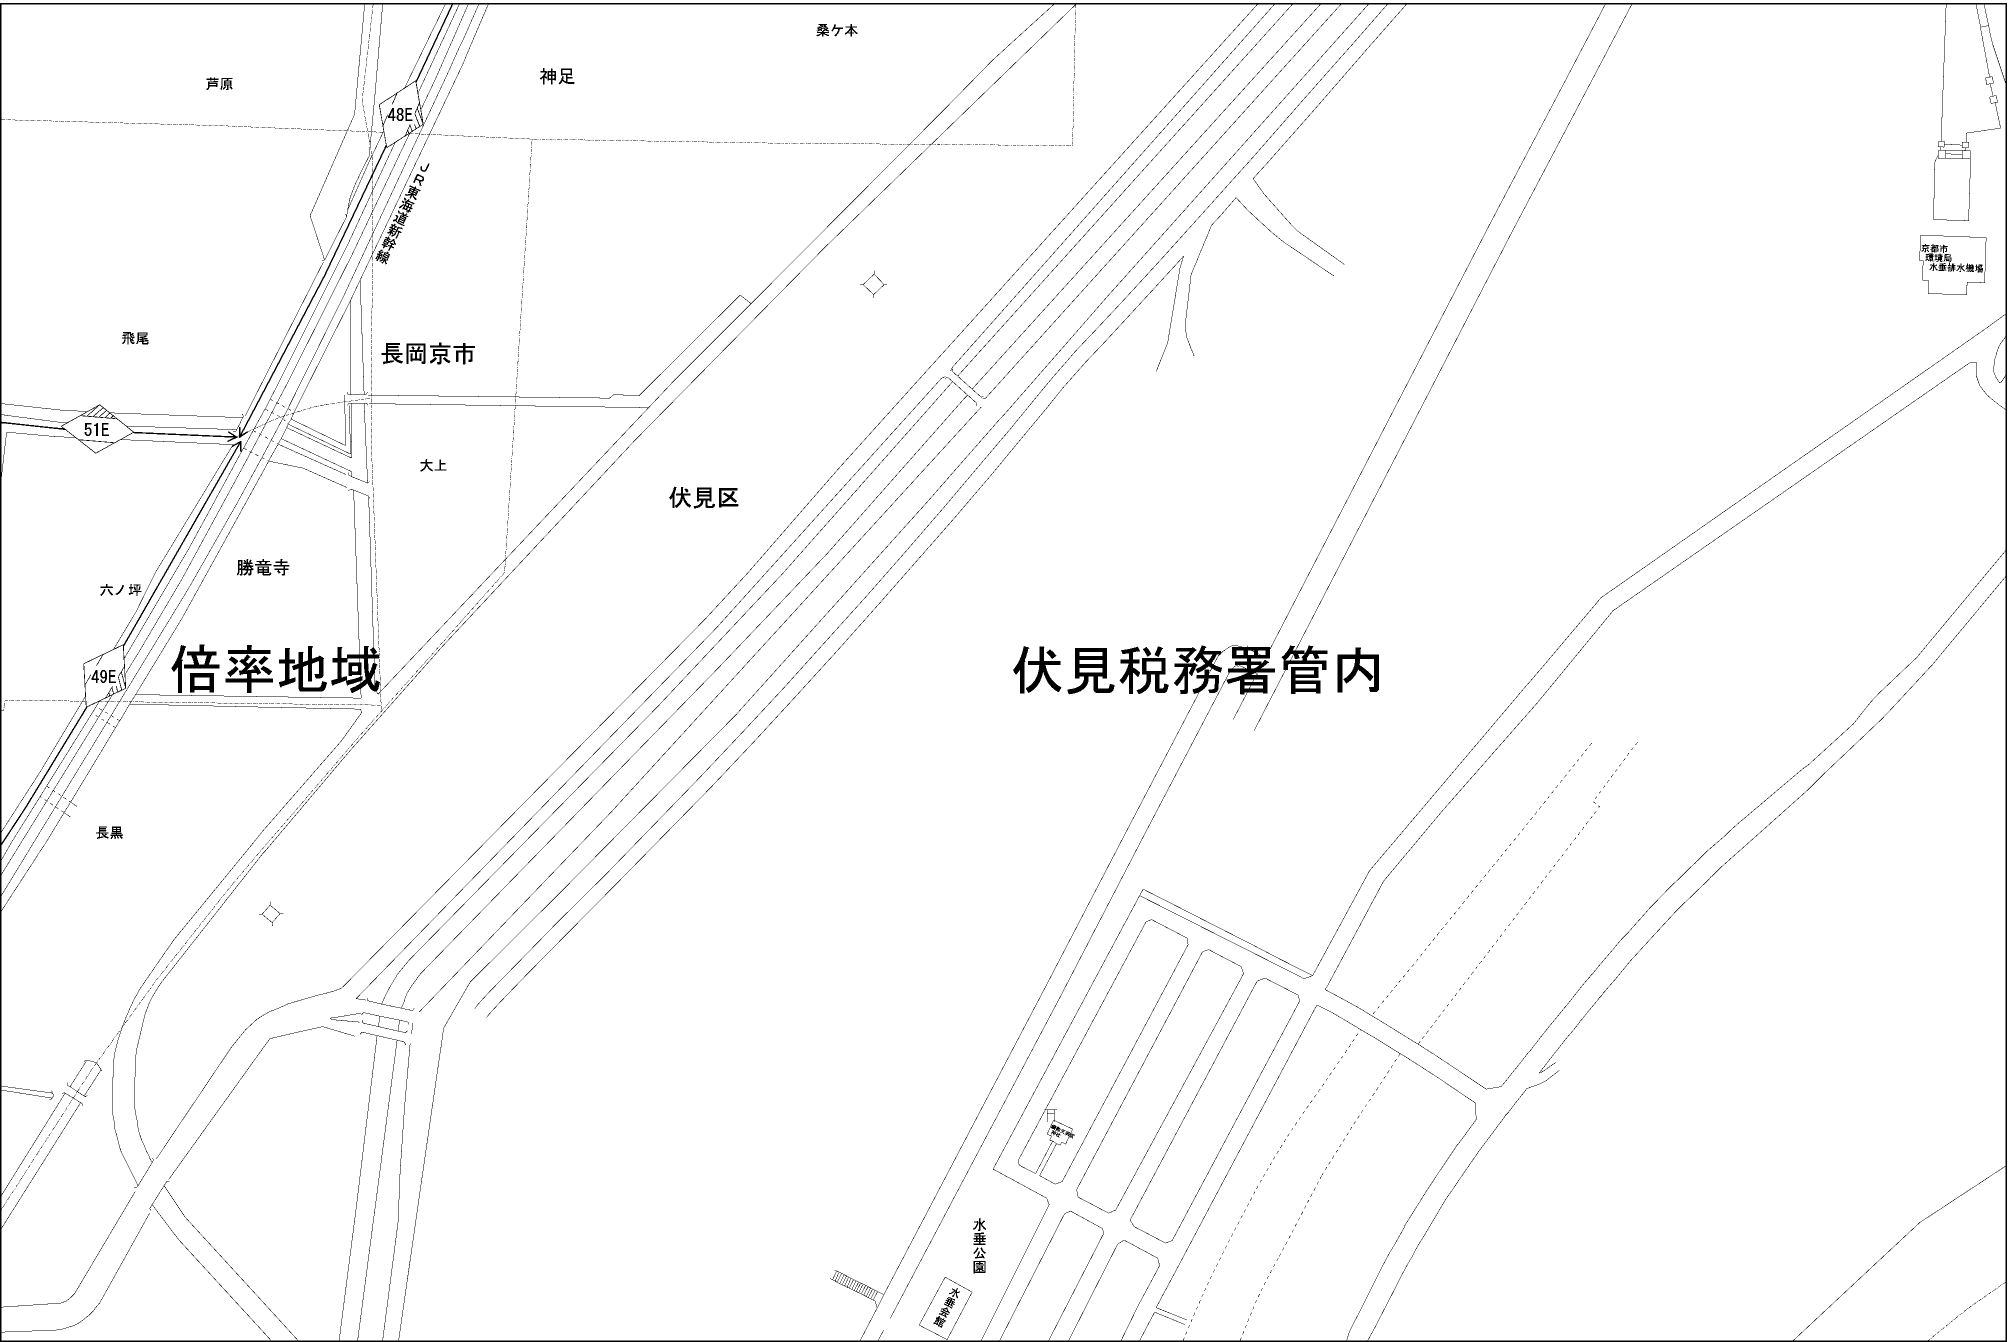 桑ケ本
芦原
神足
48E
JR東海道新幹線
京都市
環境局
水垂排水機場
飛尾
長岡京市
51E
大上
伏見区
勝竜寺
六ノ坪
倍率地域
伏見税務署管内
49E
長黒
水垂公園
水垂会館